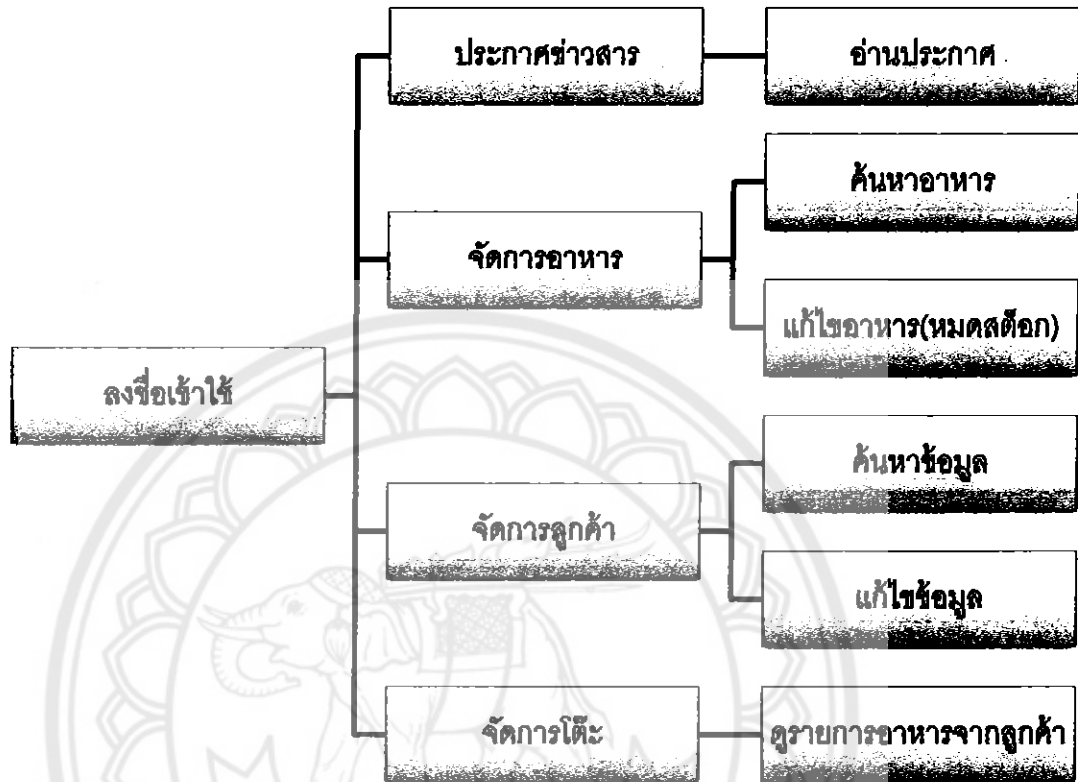 ประกาศข่าวสาร
อ่านประกาศ
ค้นหาอาหาร
จัดการอาหาร
แก้ไขอาหาร(หมดสต็อก)
ลงชื่อเข้าใช้
ค้นหาข้อมูล
จัดการลูกค้า
แก้ไขข้อมูล
จัดการโต๊ะ
ดูรายการอาหารจากลูกค้า